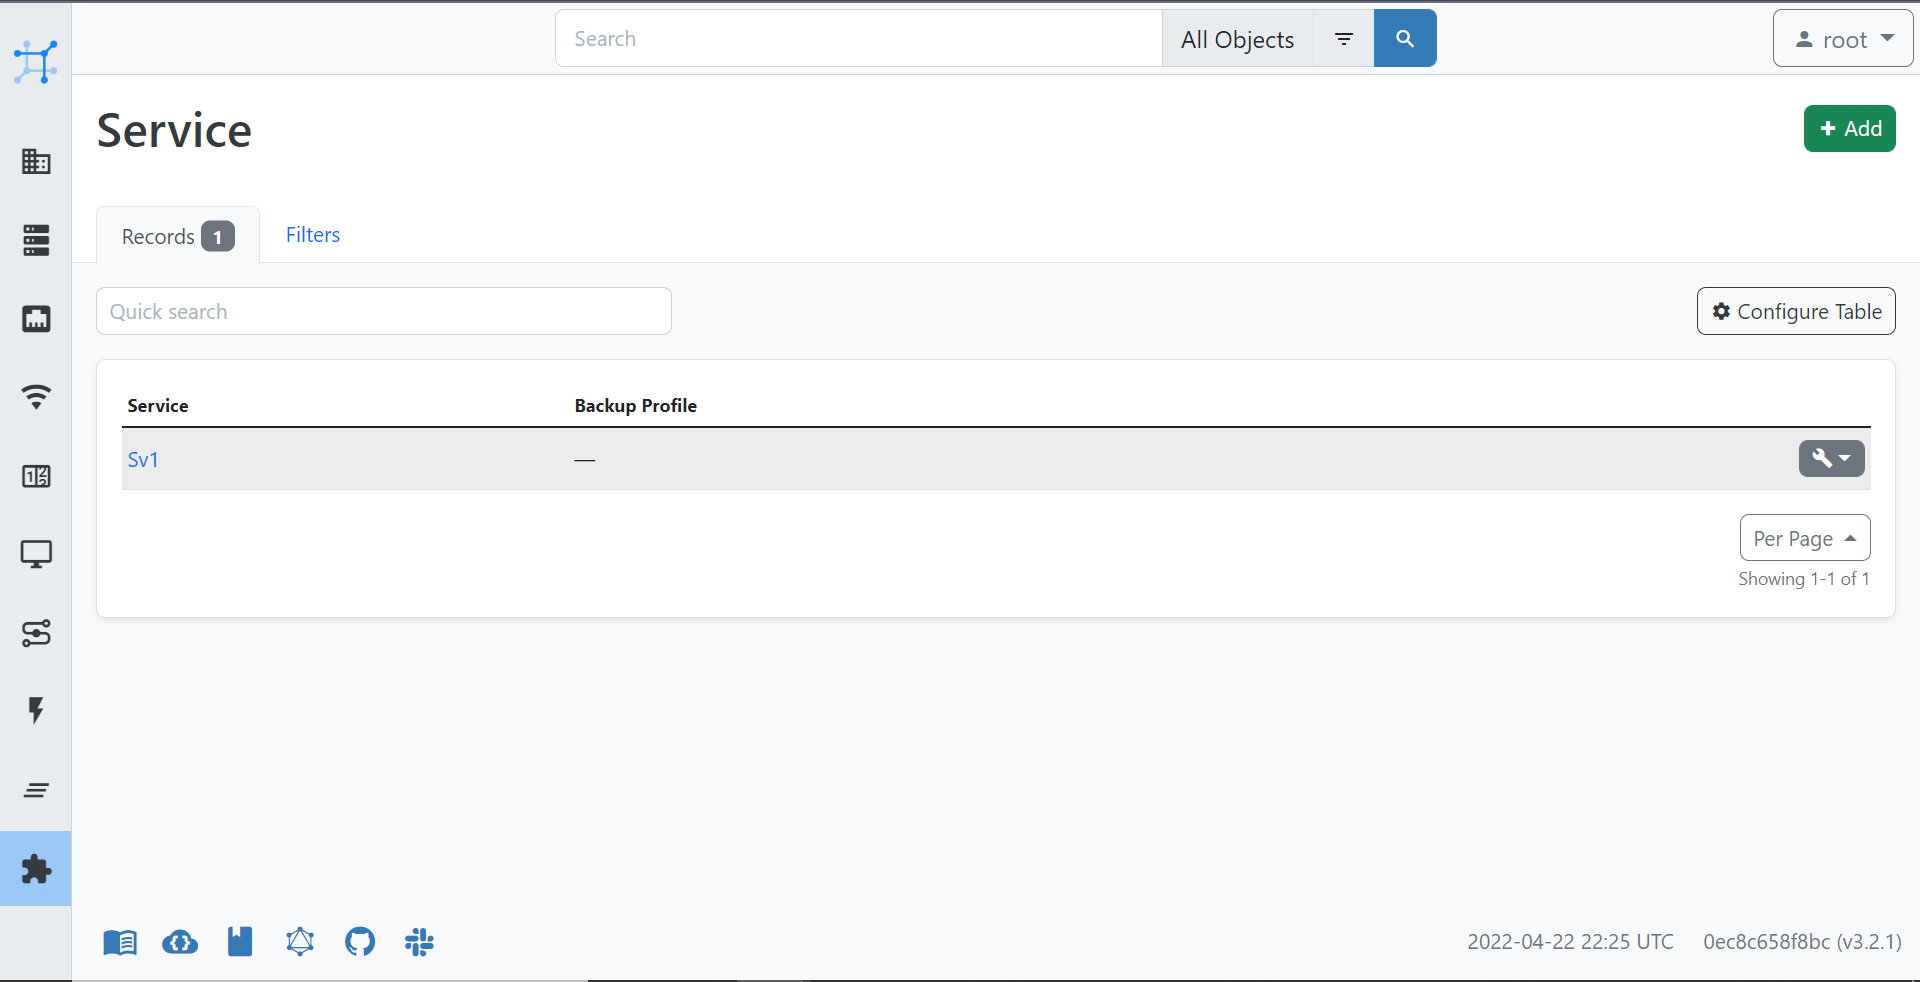 Search
All Objects
root
Service
Add
Records 1
Filters
Quick search
Configure Table
Service
Backup Profile
Sv1
—
Per Page
Showing 1-1 of 1
2022-04-22 22:25 UTC
0ec8c658f8bc (v3.2.1)